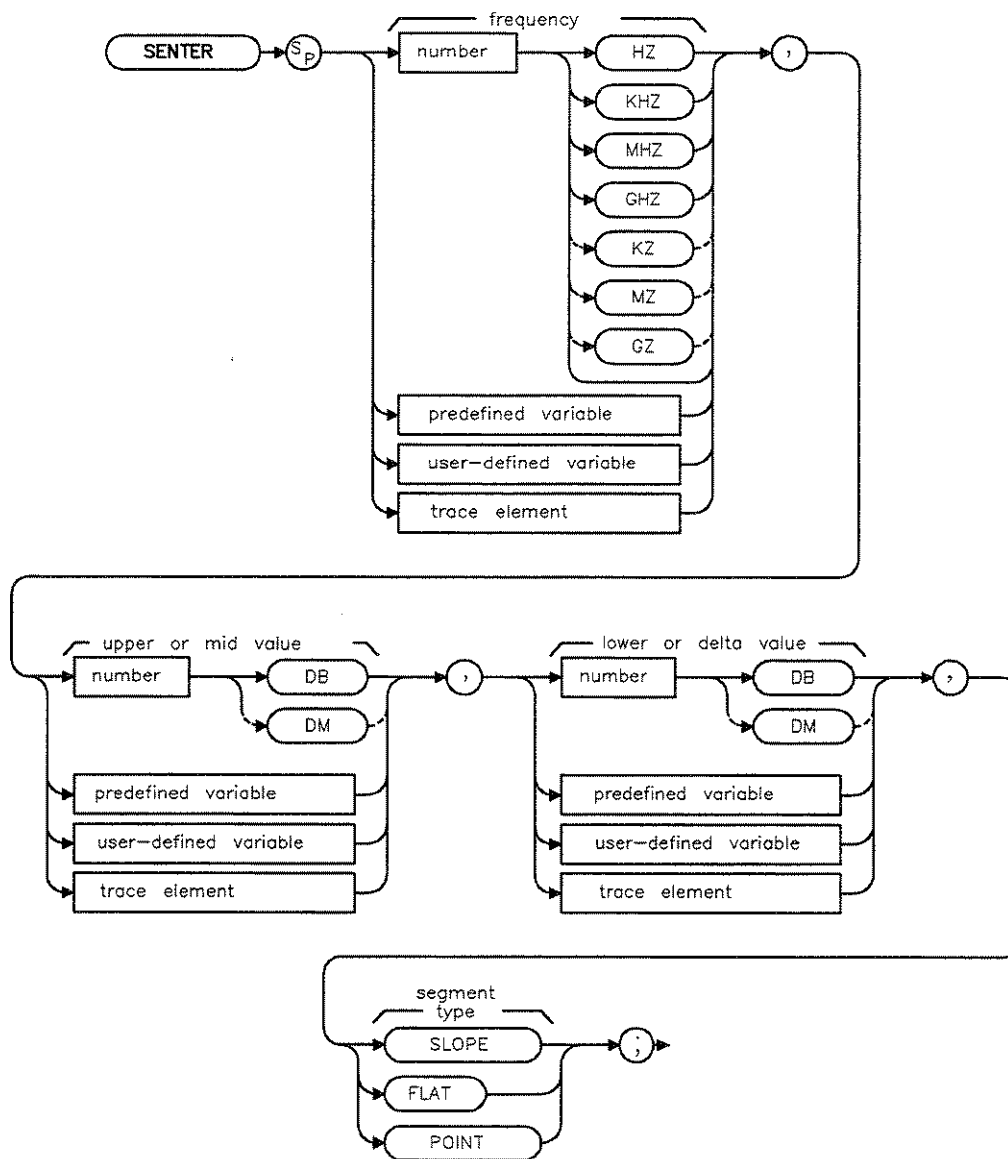 frequency
SENTER SP number HZ ,
KHZ
MHZ
GHZ
KZ
MZ
GZ
predefined variable
user-defined variable
trace element
upper or mid value
number DB ,
DM
predefined variable
user-defined variable
trace element
lower or delta value
number DB ,
DM
predefined variable
user-defined variable
trace element
segment
type
SLOPE ;
FLAT
POINT